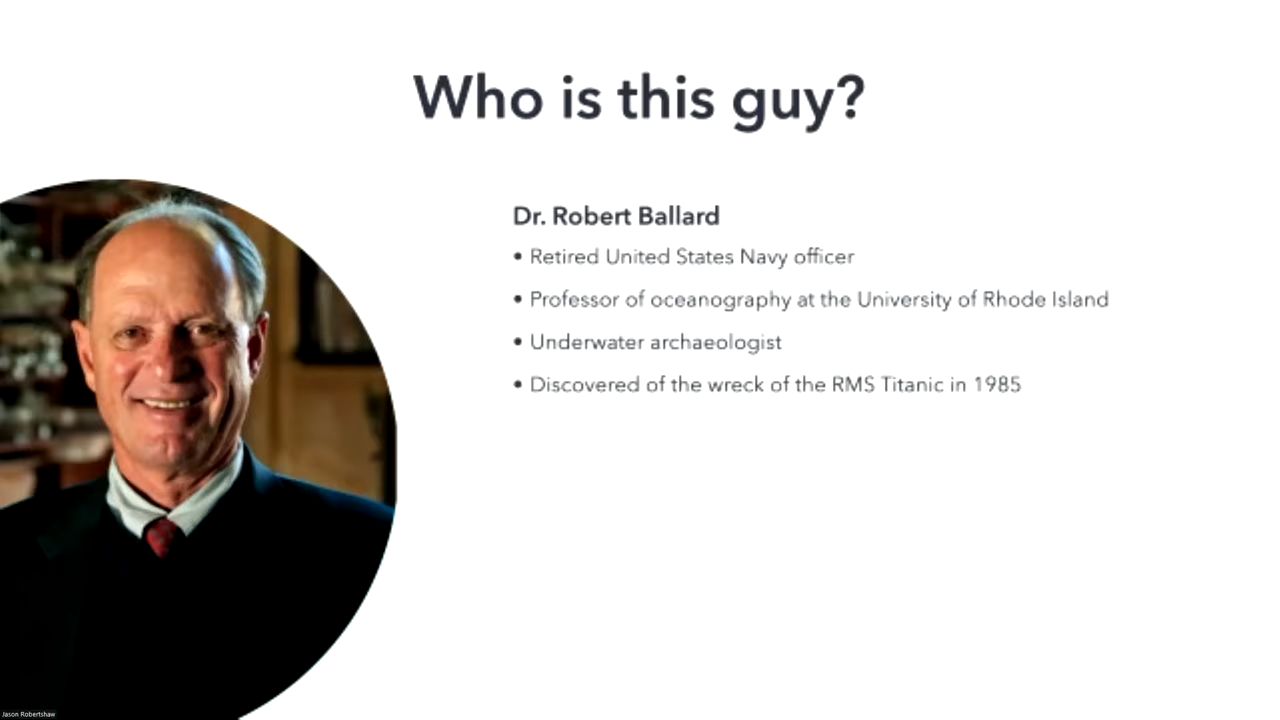 Who is this guy?
Dr. Robert Ballard
• Retired United States Navy officer
• Professor of oceanography at the University of Rhode Island
• Underwater archaeologist
• Discovered of the wreck of the RMS Titanic in 1985
Jason Robertshaw